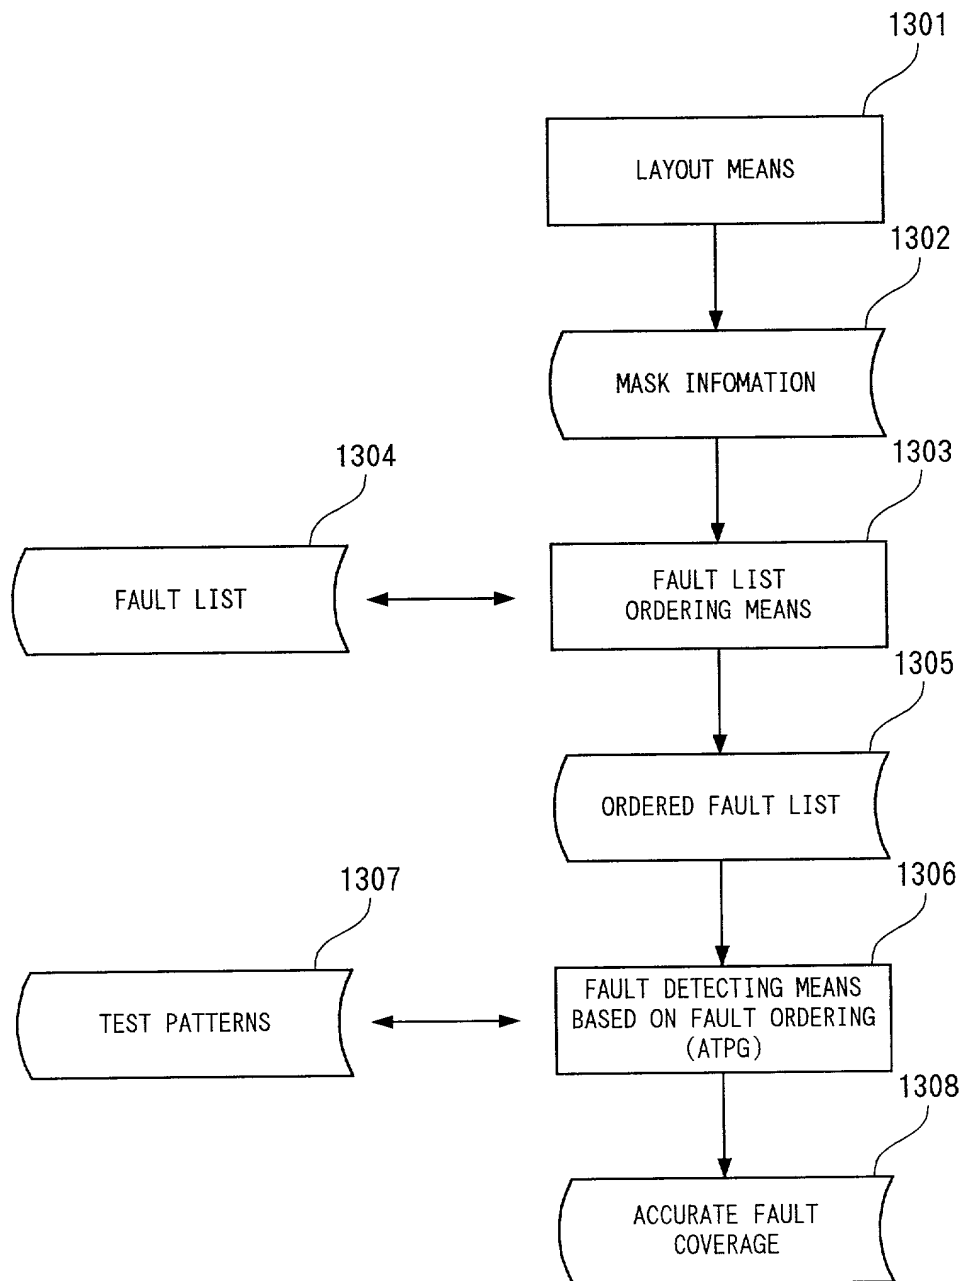 1301
LAYOUT MEANS
1302
MASK INFOMATION
1304
1303
FAULT LIST
FAULT LIST
ORDERING MEANS
1305
ORDERED FAULT LIST
1307
1306
TEST PATTERNS
FAULT DETECTING MEANS
BASED ON FAULT ORDERING
(ATPG)
1308
ACCURATE FAULT
COVERAGE